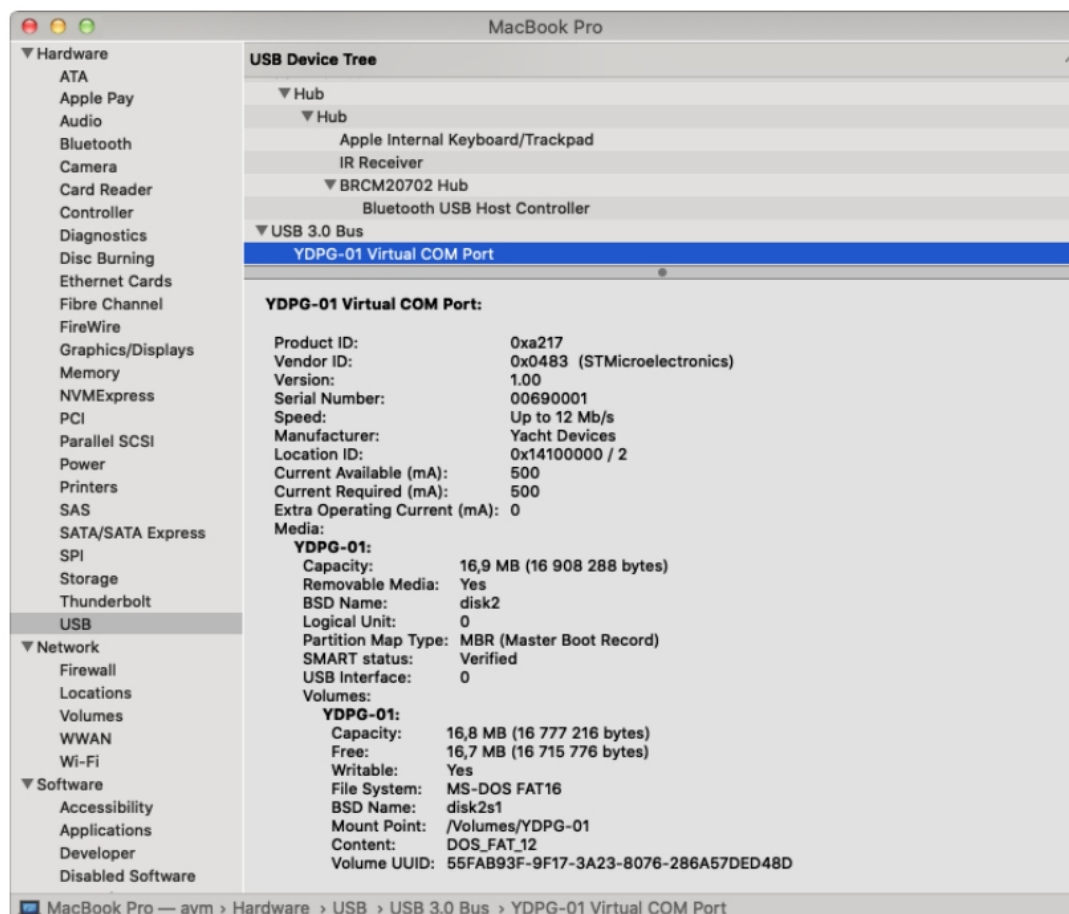 MacBook Pro
Hardware
ATA
Apple Pay
Audio
Bluetooth
Camera
Card Reader
Controller
Diagnostics
Disc Burning
Ethernet Cards
Fibre Channel
FireWire
Graphics/Displays
Memory
NVMExpress
PCI
Parallel SCSI
Power
Printers
SAS
SATA/SATA Express
SPI
Storage
Thunderbolt
USB
Network
Firewall
Locations
Volumes
WWAN
Wi-Fi
Software
Accessibility
Applications
Developer
Disabled Software
USB Device Tree
Hub
Hub
Apple Internal Keyboard/Trackpad
IR Receiver
BRCM20702 Hub
Bluetooth USB Host Controller
USB 3.0 Bus
YDPG-01 Virtual COM Port
YDPG-01 Virtual COM Port:
Product ID: 0xa217
Vendor ID: 0x0483 (STMicroelectronics)
Version: 1.00
Serial Number: 00690001
Speed: Up to 12 Mb/s
Manufacturer: Yacht Devices
Location ID: 0x14100000 / 2
Current Available (mA): 500
Current Required (mA): 500
Extra Operating Current (mA): 0
Media:
YDPG-01:
Capacity: 16,9 MB (16 908 288 bytes)
Removable Media: Yes
BSD Name: disk2
Logical Unit: 0
Partition Map Type: MBR (Master Boot Record)
SMART status: Verified
USB Interface: 0
Volumes:
YDPG-01:
Capacity: 16,8 MB (16 777 216 bytes)
Free: 16,7 MB (16 715 776 bytes)
Writable: Yes
File System: MS-DOS FAT16
BSD Name: disk2s1
Mount Point: /Volumes/YDPG-01
Content: DOS_FAT_12
Volume UUID: 55FAB93F-9F17-3A23-8076-286A57DED48D
MacBook Pro — avm › Hardware › USB › USB 3.0 Bus › YDPG-01 Virtual COM Port